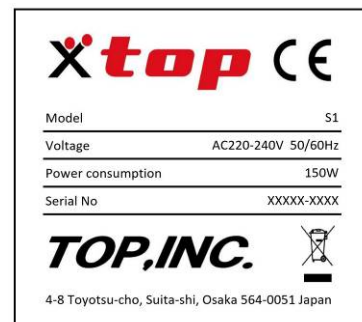 Xtop CE
Model S1
Voltage AC220-240V 50/60Hz
Power consumption 150W
Serial No XXXXX-XXXX
TOP,INC.
4-8 Toyotsu-cho, Suita-shi, Osaka 564-0051 Japan